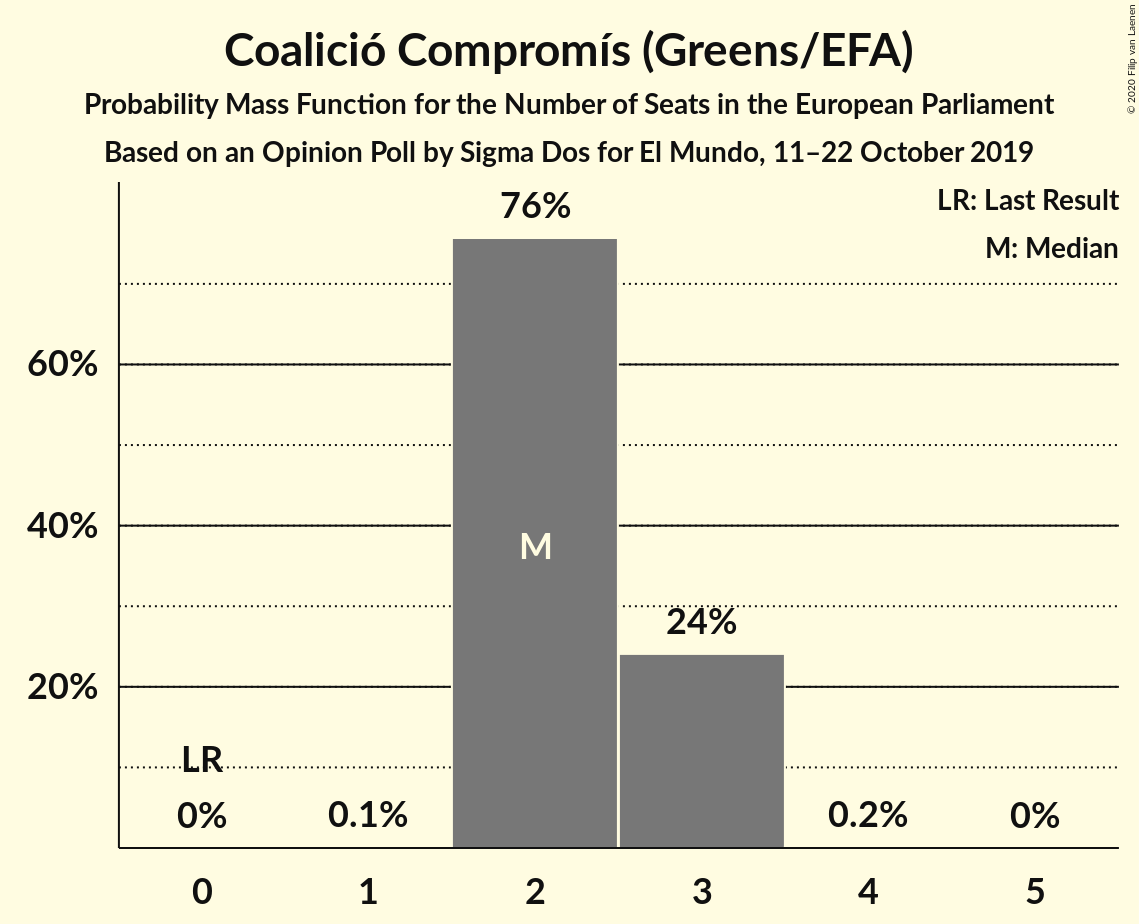 Coalició Compromís (Greens/EFA)
Probability Mass Function for the Number of Seats in the European Parliament
Based on an Opinion Poll by Sigma Dos for El Mundo, 11–22 October 2019
© 2020 Filip van Laenen
LR: Last Result
M: Median
76%
60%
40%
M
24%
20%
LR
0%
0.1%
0.2%
0%
0
1
2
3
4
5